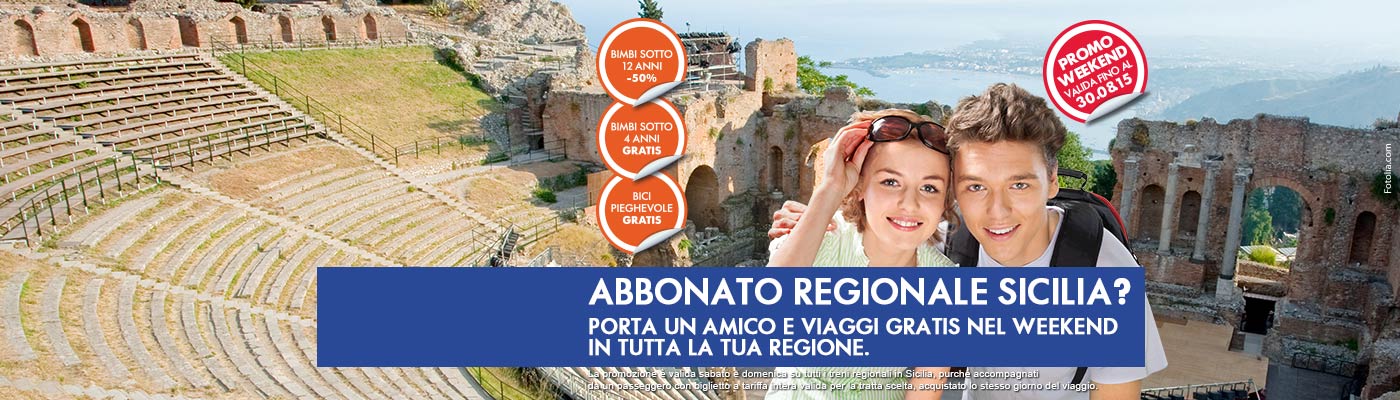 BIMBI SOTTO
12 ANNI
-50%
BIMBI SOTTO
4 ANNI
GRATIS
BICI
PIEGHEVOLE
GRATIS
PROMO
WEEKEND
VALIDA FINO AL
30.08.15
Fotolia.com
ABBONATO REGIONALE SICILIA?
PORTA UN AMICO E VIAGGI GRATIS NEL WEEKEND
IN TUTTA LA TUA REGIONE.
La promozione è valida sabato e domenica su tutti i treni regionali in Sicilia, purché accompagnati
da un passeggero con biglietto a tariffa intera valida per la tratta scelta, acquistato lo stesso giorno del viaggio.